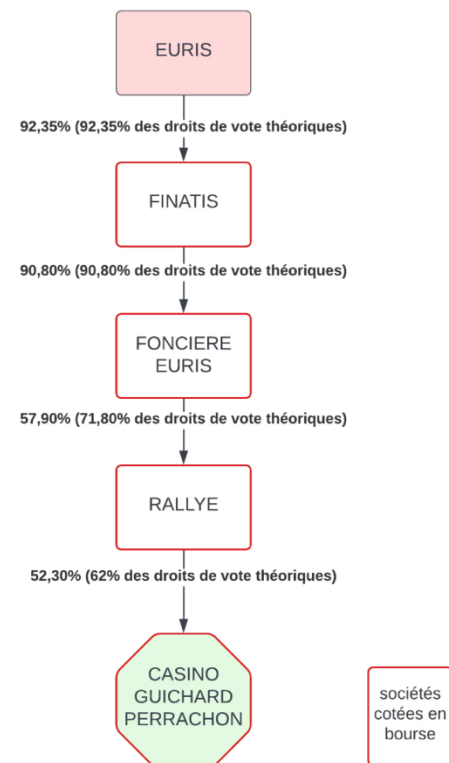 EURIS
92,35% (92,35% des droits de vote théoriques)
FINATIS
90,80% (90,80% des droits de vote théoriques)
FONCIERE
EURIS
57,90% (71,80% des droits de vote théoriques)
RALLYE
52,30% (62% des droits de vote théoriques)
CASINO
GUICHARD
PERRACHON
sociétés
cotées en
bourse